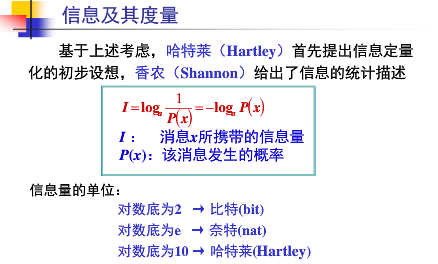 信息及其度量
基于上述考虑，哈特莱（Hartley）首先提出信息定量
化的初步设想，香农（Shannon）给出了信息的统计描述
I = logₐ 1/P(x) = −logₐ P(x)
I： 消息x所携带的信息量
P(x)：该消息发生的概率
信息量的单位：
对数底为2 → 比特(bit)
对数底为e → 奈特(nat)
对数底为10 → 哈特莱(Hartley)